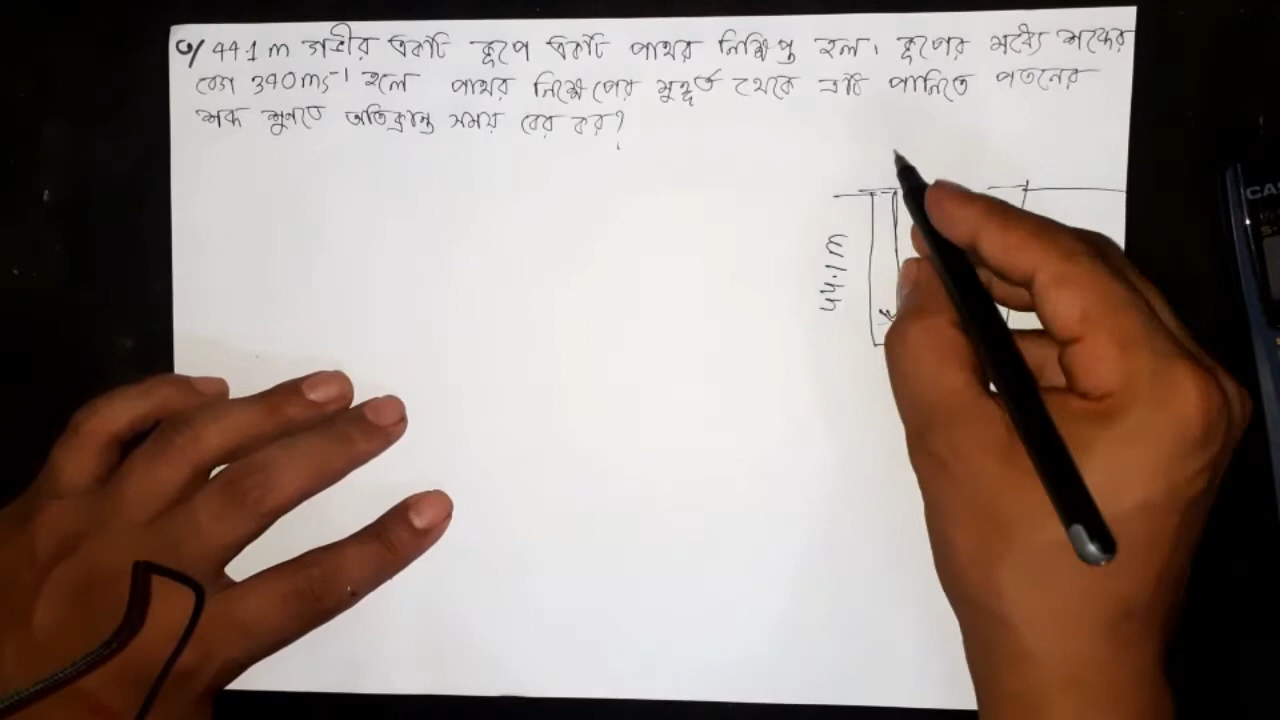 ৩/ 44.1 m গভীর একটি কূপে একটি পাথর নিক্ষিপ্ত হল। কূপের মধ্যে শব্দের
বেগ 340ms⁻¹ হলে পাথর নিক্ষেপের মুহূর্ত থেকে এটি পানিতে পতনের
শব্দ শুনতে অতিক্রান্ত সময় বের কর?
44.1 m
CAS
S-